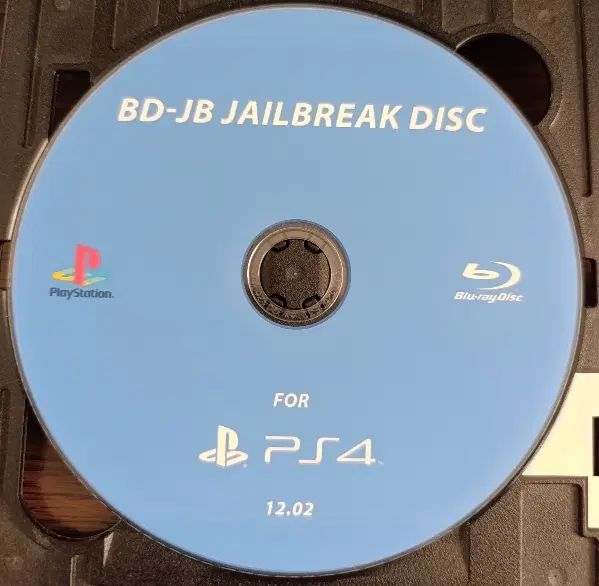 BD-JB JAILBREAK DISC
PlayStation.
Blu-ray Disc
FOR
PS4
12.02